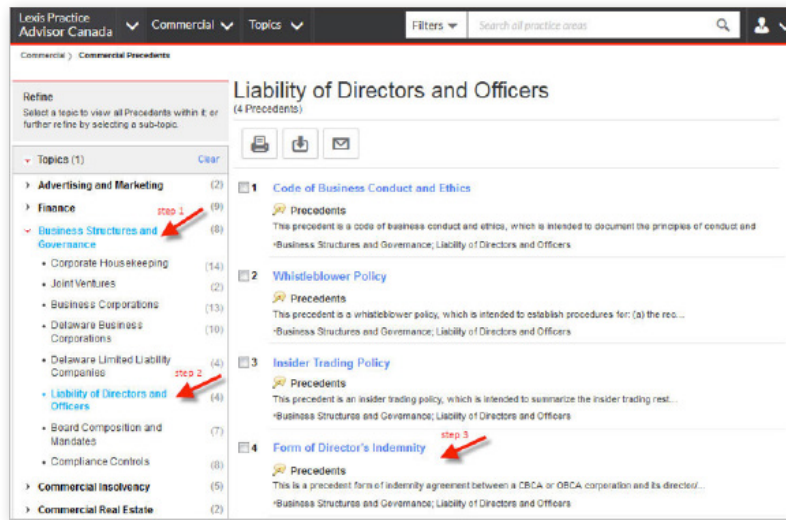 Lexis Practice
Advisor Canada
Commercial
Topics
Filters
Search all practice areas
Commercial
Commercial Precedents
Refine
Select a topic to view all Precedents within it; or
further refine by selecting a sub-topic.
Topics (1)
Clear
Advertising and Marketing (2)
Finance (9)
step 1
Business Structures and (8)
Governance
• Corporate Housekeeping (14)
• Joint Ventures (2)
• Business Corporations (13)
• Delaware Business (10)
Corporations
• Delaware Limited Liability (4)
Companies
step 2
• Liability of Directors and (4)
Officers
• Board Composition and (7)
Mandates
• Compliance Controls (8)
Commercial Insolvency (5)
Commercial Real Estate (2)
Liability of Directors and Officers
(4 Precedents)
1 Code of Business Conduct and Ethics
Precedents
This precedent is a code of business conduct and ethics, which is intended to document the principles of conduct and
Business Structures and Governance; Liability of Directors and Officers
2 Whistleblower Policy
Precedents
This precedent is a whistleblower policy, which is intended to establish procedures for: (a) the rec...
Business Structures and Governance; Liability of Directors and Officers
3 Insider Trading Policy
Precedents
This precedent is an insider trading policy, which is intended to summarize the insider trading rest...
Business Structures and Governance; Liability of Directors and Officers
step 3
4 Form of Director's Indemnity
Precedents
This is a precedent form of indemnity agreement between a CBCA or OBCA corporation and its director/...
Business Structures and Governance; Liability of Directors and Officers